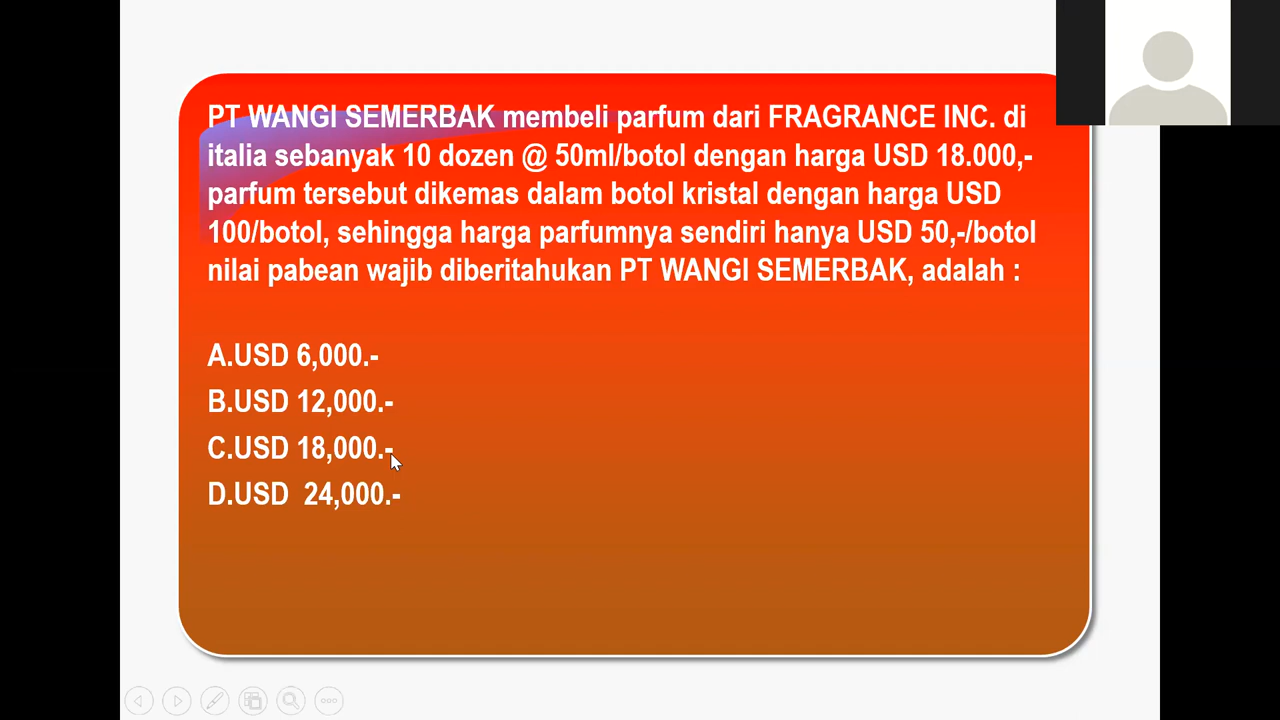 PT WANGI SEMERBAK membeli parfum dari FRAGRANCE INC. di
italia sebanyak 10 dozen @ 50ml/botol dengan harga USD 18.000,-
parfum tersebut dikemas dalam botol kristal dengan harga USD
100/botol, sehingga harga parfumnya sendiri hanya USD 50,-/botol
nilai pabean wajib diberitahukan PT WANGI SEMERBAK, adalah :
A.USD 6,000.-
B.USD 12,000.-
C.USD 18,000.-
D.USD  24,000.-